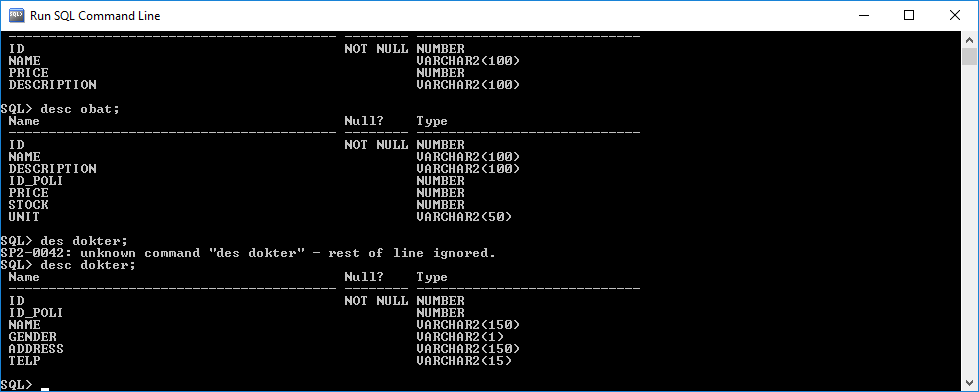 Run SQL Command Line
----------------------------------------- -------- ----------------------------
ID NOT NULL NUMBER
NAME VARCHAR2(100)
PRICE NUMBER
DESCRIPTION VARCHAR2(100)
SQL> desc obat;
Name Null? Type
----------------------------------------- -------- ----------------------------
ID NOT NULL NUMBER
NAME VARCHAR2(100)
DESCRIPTION VARCHAR2(100)
ID_POLI NUMBER
PRICE NUMBER
STOCK NUMBER
UNIT VARCHAR2(50)
SQL> des dokter;
SP2-0042: unknown command "des dokter" - rest of line ignored.
SQL> desc dokter;
Name Null? Type
----------------------------------------- -------- ----------------------------
ID NOT NULL NUMBER
ID_POLI NUMBER
NAME VARCHAR2(150)
GENDER VARCHAR2(1)
ADDRESS VARCHAR2(150)
TELP VARCHAR2(15)
SQL> _